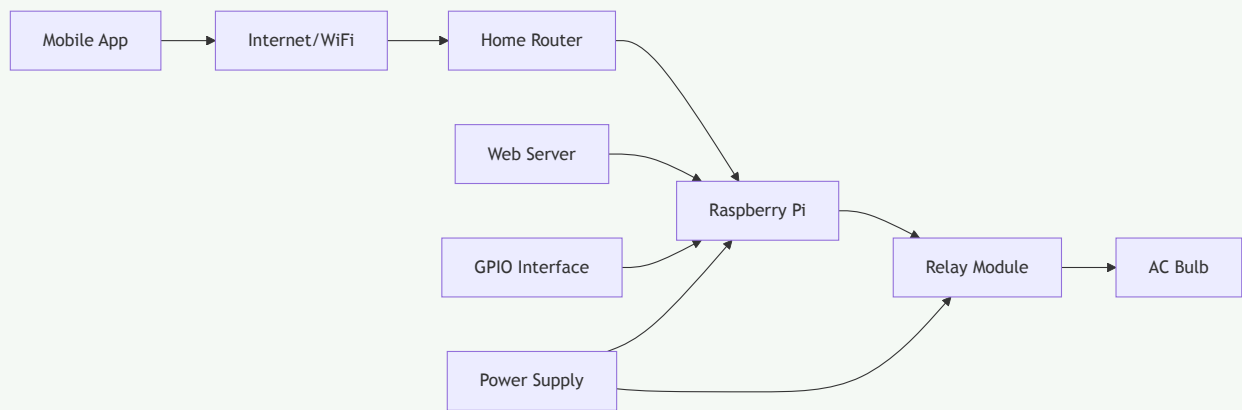 Mobile App
Internet/WiFi
Home Router
Web Server
Raspberry Pi
GPIO Interface
Relay Module
AC Bulb
Power Supply